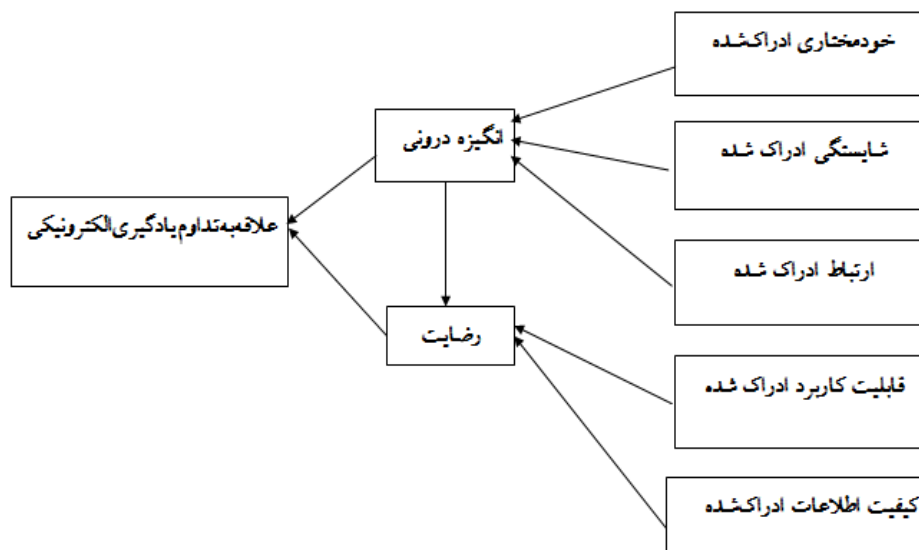 خودمختاری ادراک‌شده
شایستگی ادراک شده
ارتباط ادراک شده
قابلیت کاربرد ادراک شده
کیفیت اطلاعات ادراک‌شده
انگیزه درونی
رضایت
علاقه‌به‌تداوم‌یادگیری‌الکترونیکی